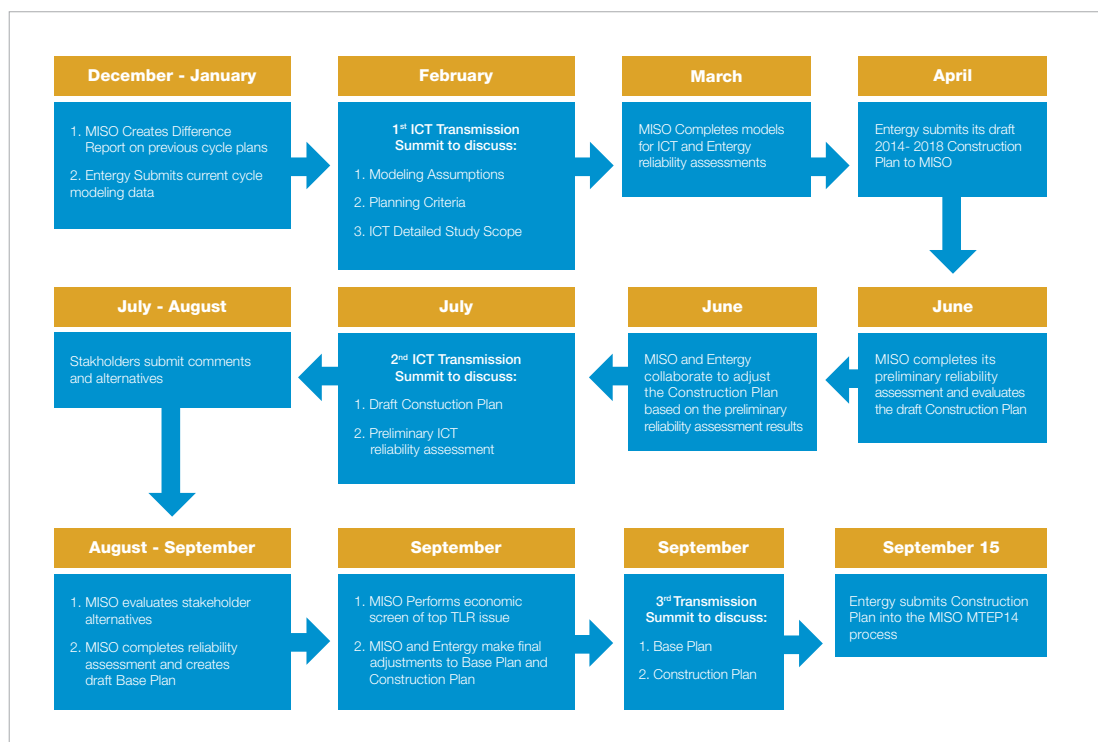 December - January
1. MISO Creates Difference
Report on previous cycle plans
2. Entergy Submits current cycle
modeling data
February
1st ICT Transmission
Summit to discuss:
1. Modeling Assumptions
2. Planning Criteria
3. ICT Detailed Study Scope
March
MISO Completes models
for ICT and Entergy
reliability assessments
April
Entergy submits its draft
2014- 2018 Construction
Plan to MISO
June
MISO completes its
preliminary reliability
assessment and evaluates
the draft Construction Plan
June
MISO and Entergy
collaborate to adjust
the Construction Plan
based on the preliminary
reliability assessment results
July
2nd ICT Transmission
Summit to discuss:
1. Draft Constuction Plan
2. Preliminary ICT
reliability assessment
July - August
Stakholders submit comments
and alternatives
August - September
1. MISO evaluates stakeholder
alternatives
2. MISO completes reliability
assessment and creates
draft Base Plan
September
1. MISO Performs economic
screen of top TLR issue
2. MISO and Entergy make final
adjustments to Base Plan and
Construction Plan
September
3rd Transmission
Summit to discuss:
1. Base Plan
2. Construction Plan
September 15
Entergy submits Construction
Plan into the MISO MTEP14
process